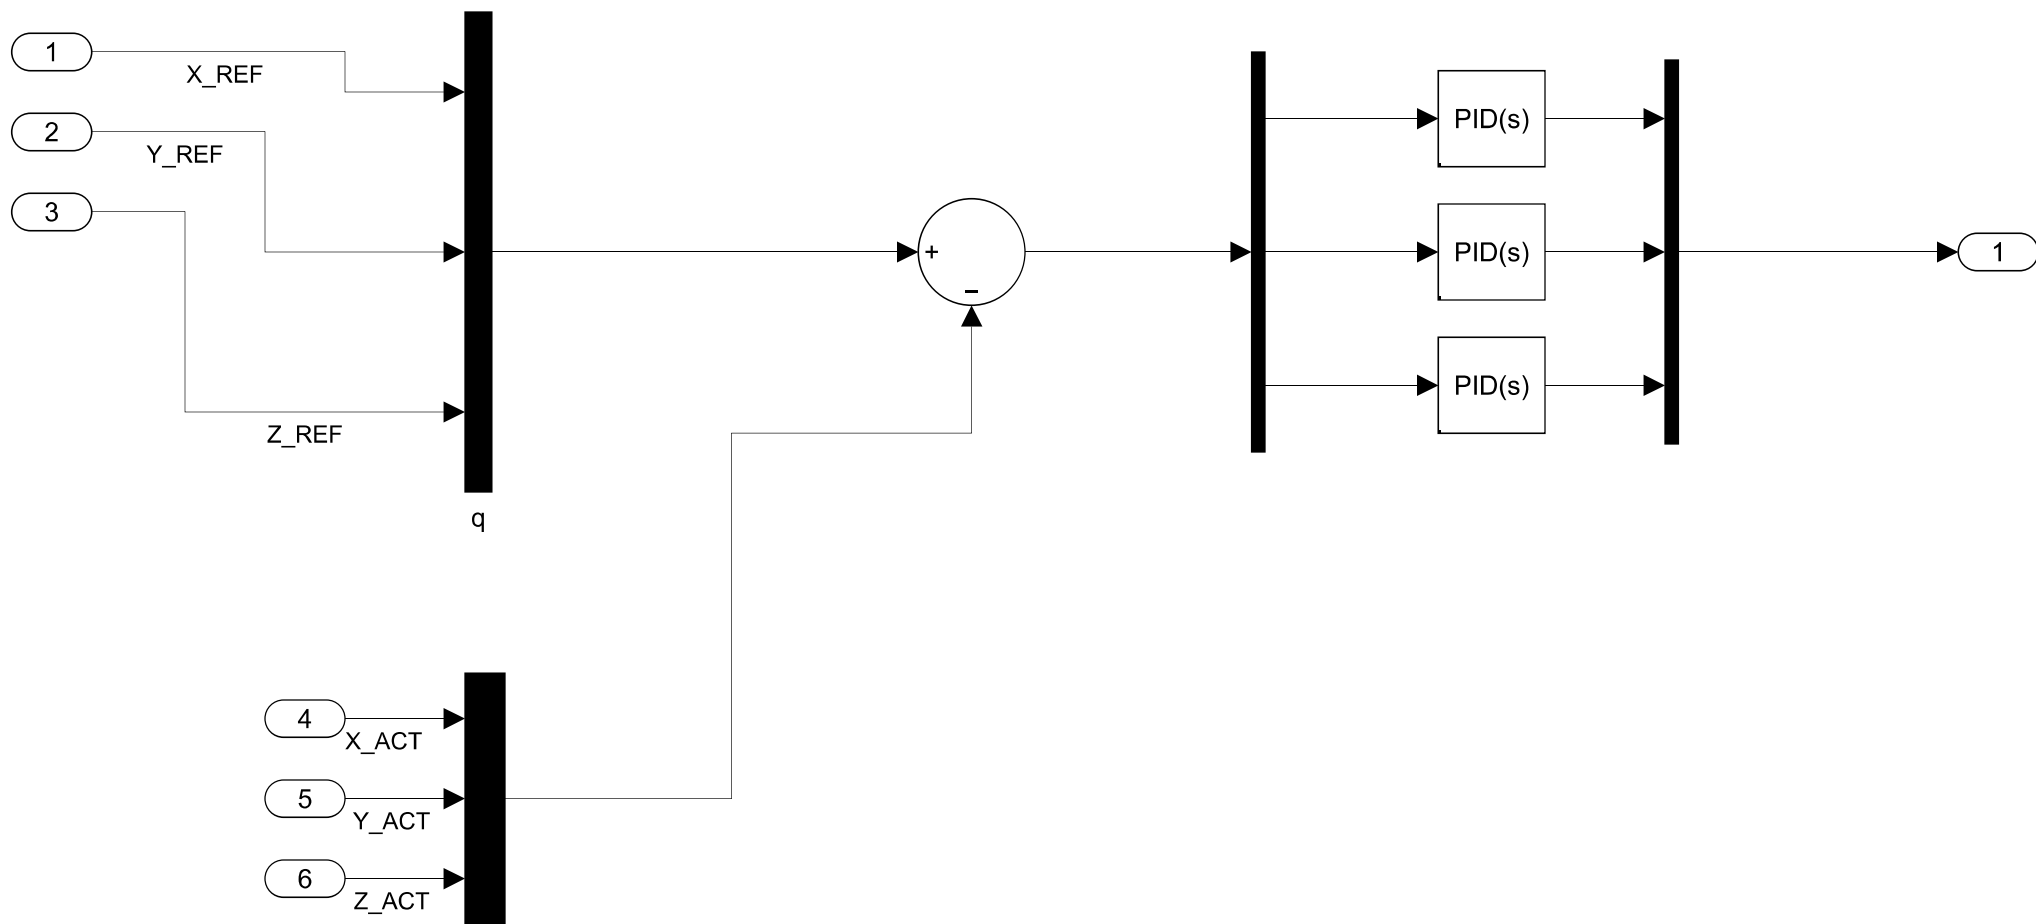 1
X_REF
2
Y_REF
3
Z_REF
q
+
−
PID(s)
PID(s)
PID(s)
1
4
X_ACT
5
Y_ACT
6
Z_ACT